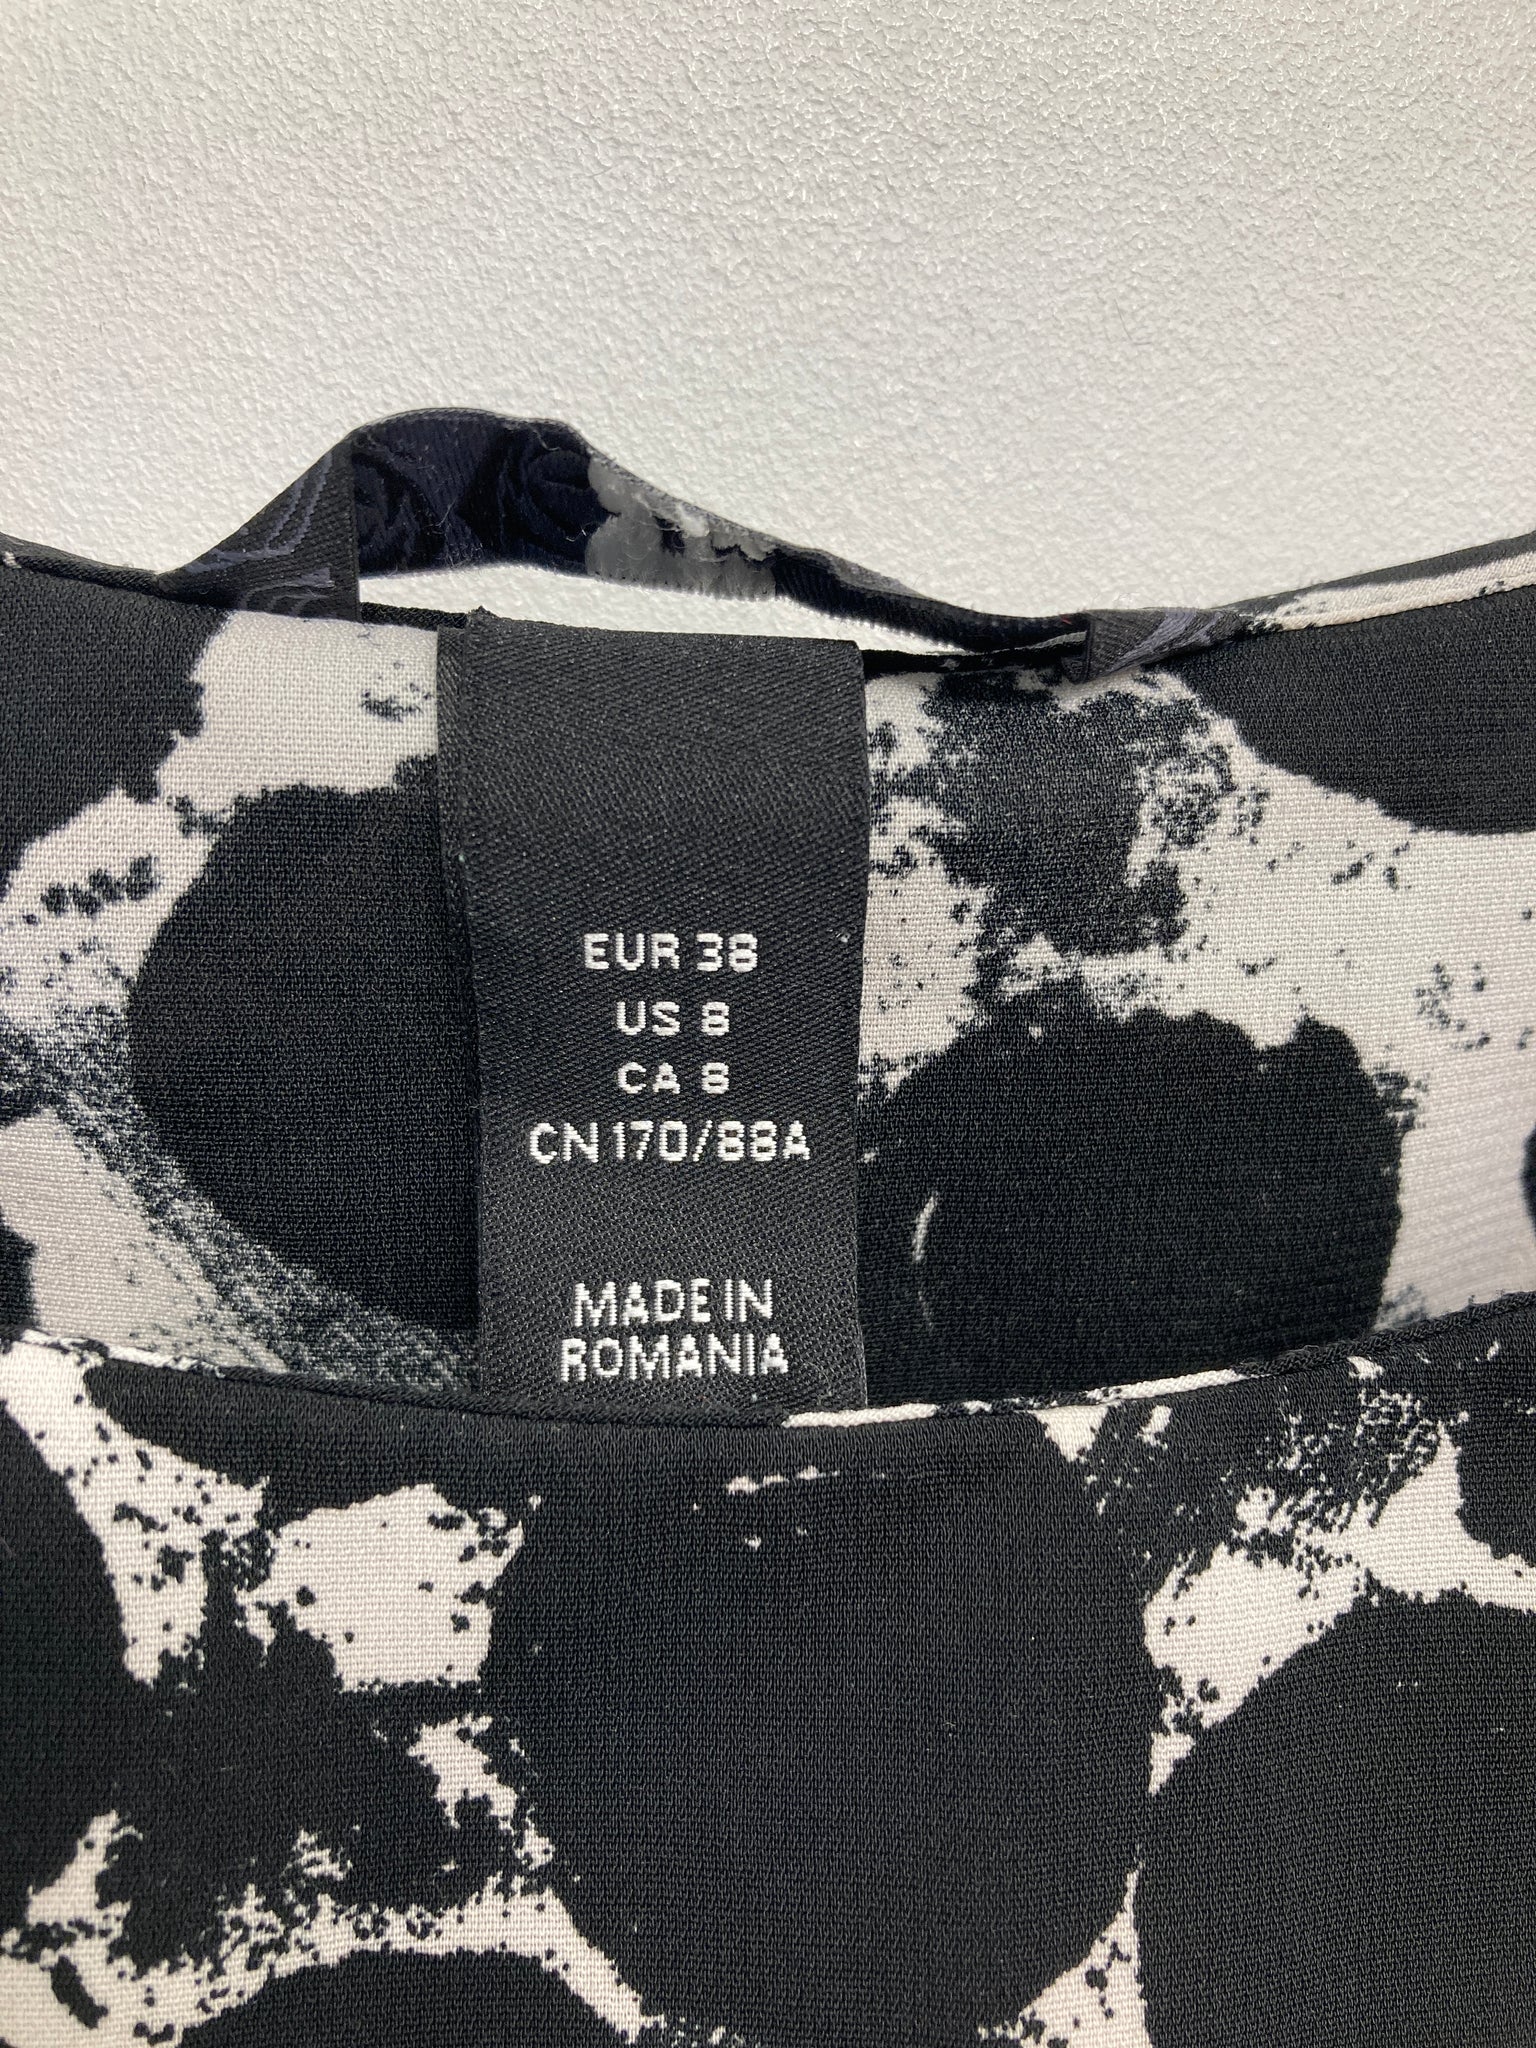 EUR 38
US 8
CA 8
CN 170/88A
MADE IN
ROMANIA